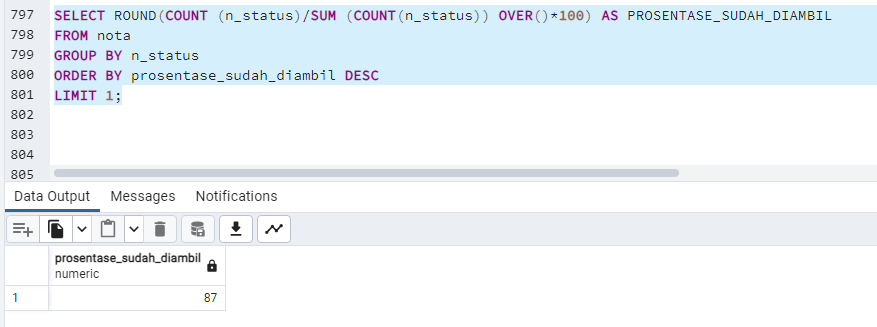 797 SELECT ROUND(COUNT (n_status)/SUM (COUNT(n_status)) OVER()*100) AS PROSENTASE_SUDAH_DIAMBIL
798 FROM nota
799 GROUP BY n_status
800 ORDER BY prosentase_sudah_diambil DESC
801 LIMIT 1;
802
803
804
805
Data Output Messages Notifications
prosentase_sudah_diambil
numeric
1 87